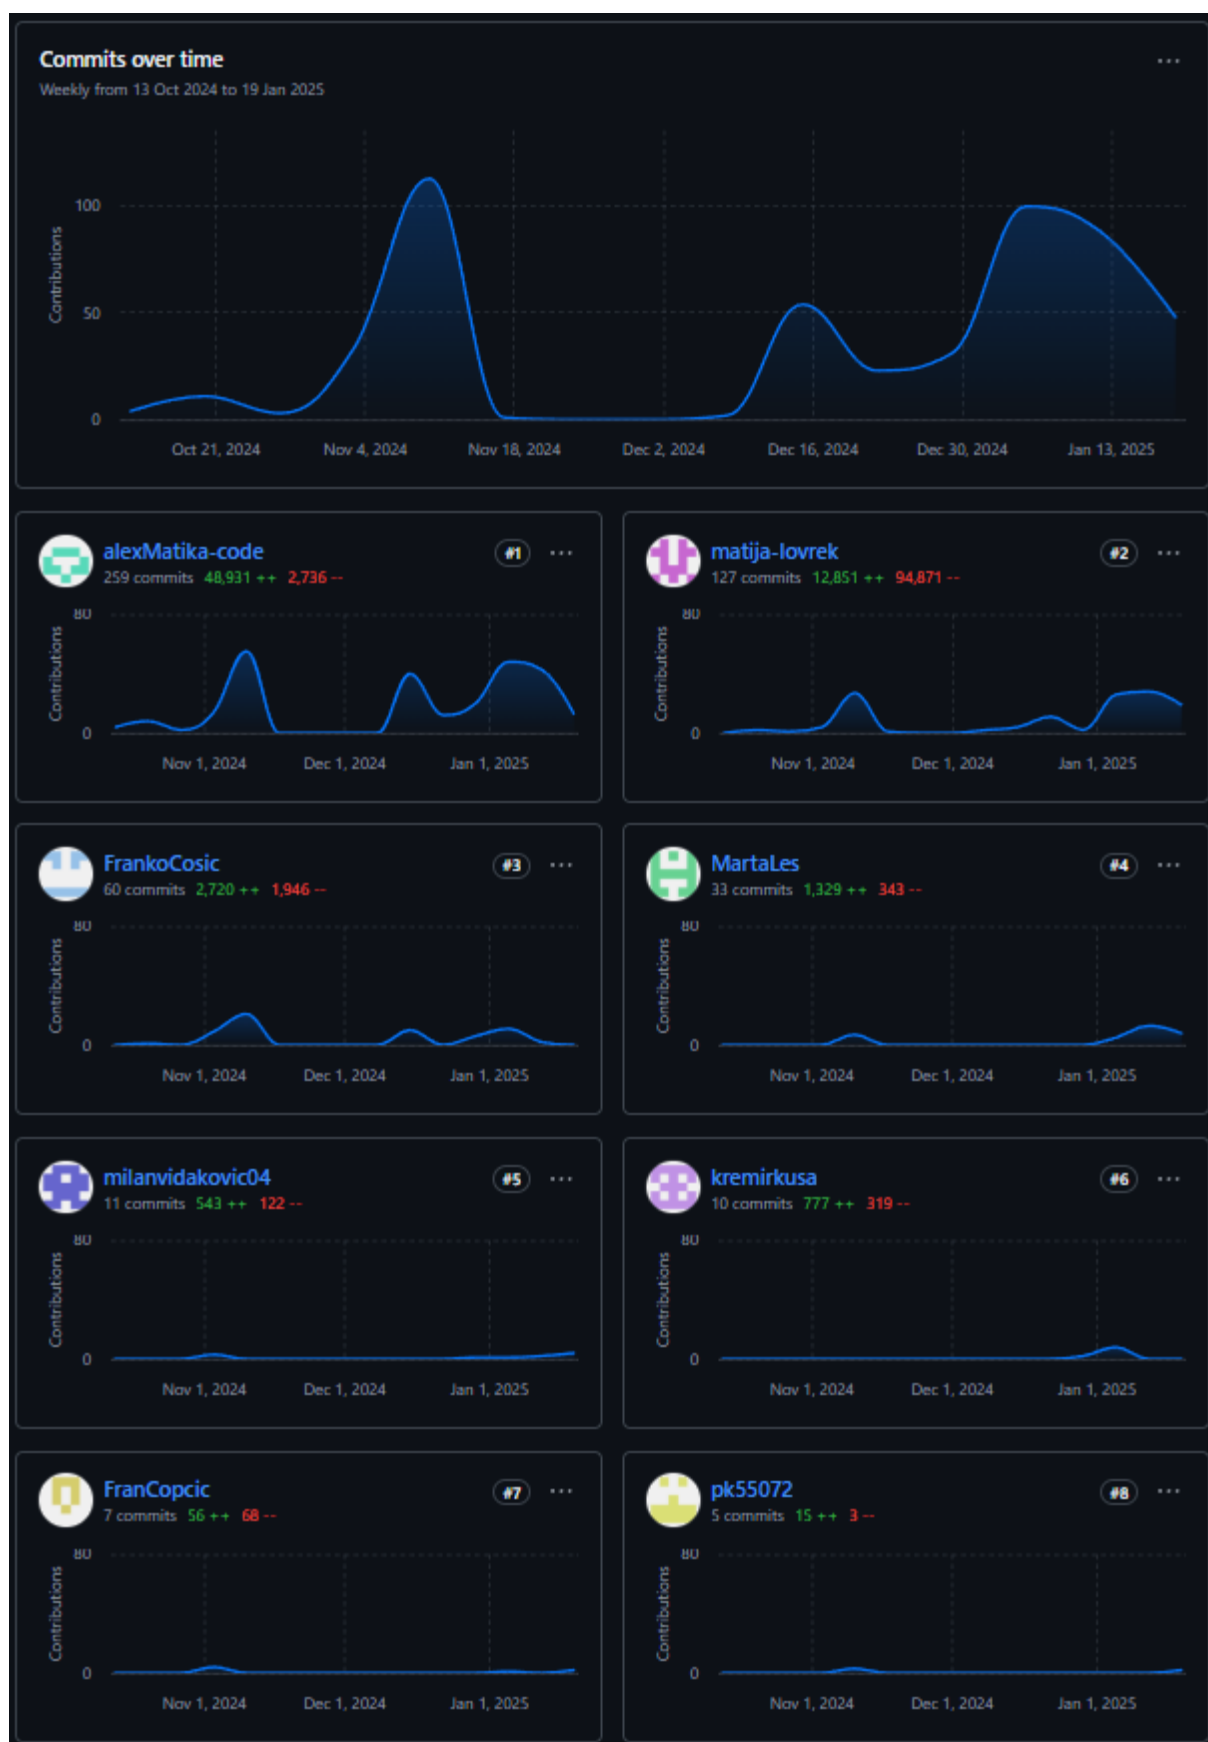 Commits over time
Weekly from 13 Oct 2024 to 19 Jan 2025
Contributions
100
50
0
Oct 21, 2024 Nov 4, 2024 Nov 18, 2024 Dec 2, 2024 Dec 16, 2024 Dec 30, 2024 Jan 13, 2025
alexMatika-code #1
259 commits 48,931 ++ 2,736 --
80
Contributions
0
Nov 1, 2024 Dec 1, 2024 Jan 1, 2025
matija-lovrek #2
127 commits 12,851 ++ 94,871 --
80
Contributions
0
Nov 1, 2024 Dec 1, 2024 Jan 1, 2025
FrankoCosic #3
60 commits 2,720 ++ 1,946 --
80
Contributions
0
Nov 1, 2024 Dec 1, 2024 Jan 1, 2025
MartaLes #4
33 commits 1,329 ++ 343 --
80
Contributions
0
Nov 1, 2024 Dec 1, 2024 Jan 1, 2025
milanvidakovic04 #5
11 commits 543 ++ 122 --
80
Contributions
0
Nov 1, 2024 Dec 1, 2024 Jan 1, 2025
kremirkusa #6
10 commits 777 ++ 319 --
80
Contributions
0
Nov 1, 2024 Dec 1, 2024 Jan 1, 2025
FranCopcic #7
7 commits 56 ++ 68 --
80
Contributions
0
Nov 1, 2024 Dec 1, 2024 Jan 1, 2025
pk55072 #8
5 commits 15 ++ 3 --
80
Contributions
0
Nov 1, 2024 Dec 1, 2024 Jan 1, 2025